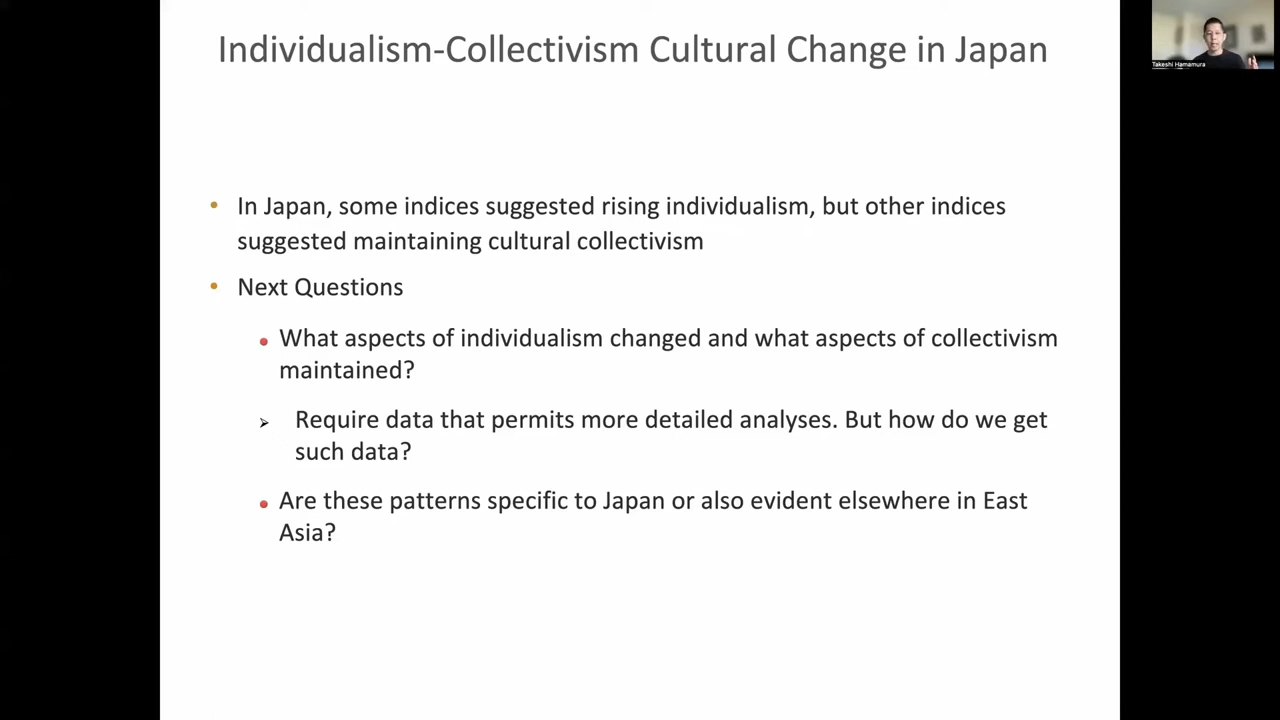 Individualism-Collectivism Cultural Change in Japan
Takeshi Hamamura
• In Japan, some indices suggested rising individualism, but other indices
suggested maintaining cultural collectivism
• Next Questions
• What aspects of individualism changed and what aspects of collectivism
maintained?
➢ Require data that permits more detailed analyses. But how do we get
such data?
• Are these patterns specific to Japan or also evident elsewhere in East
Asia?